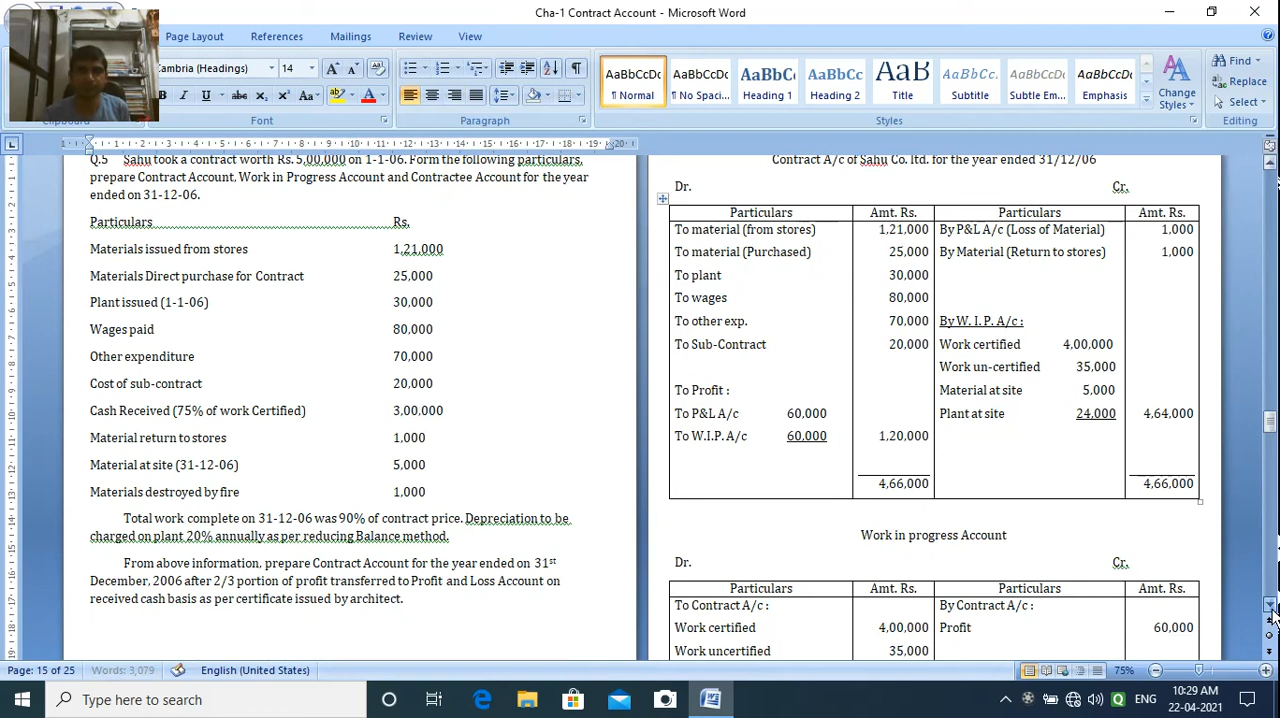 Cha-1 Contract Account - Microsoft Word
Page Layout References Mailings Review View
Cambria (Headings) 14
Find
Replace
Select
AaBbCcDc AaBbCcDc AaBbC AaBbCc AaB AaBbCc. AaBbCcDc AaBbCcDc
¶ Normal ¶ No Spaci... Heading 1 Heading 2 Title Subtitle Subtle Em... Emphasis
Change
Styles
Clipboard Font Paragraph Styles Editing
Q.5 Sahu took a contract worth Rs. 5,00,000 on 1-1-06. Form the following particulars,
prepare Contract Account, Work in Progress Account and Contractee Account for the year
ended on 31-12-06.
Particulars Rs.
Materials issued from stores 1,21,000
Materials Direct purchase for Contract 25,000
Plant issued (1-1-06) 30,000
Wages paid 80,000
Other expenditure 70,000
Cost of sub-contract 20,000
Cash Received (75% of work Certified) 3,00,000
Material return to stores 1,000
Material at site (31-12-06) 5,000
Materials destroyed by fire 1,000
Total work complete on 31-12-06 was 90% of contract price. Depreciation to be
charged on plant 20% annually as per reducing Balance method.
From above information, prepare Contract Account for the year ended on 31st
December, 2006 after 2/3 portion of profit transferred to Profit and Loss Account on
received cash basis as per certificate issued by architect.
Contract A/c of Sahu Co. ltd. for the year ended 31/12/06
Dr. Cr.
Particulars Amt. Rs. Particulars Amt. Rs.
To material (from stores) 1,21,000 By P&L A/c (Loss of Material) 1,000
To material (Purchased) 25,000 By Material (Return to stores) 1,000
To plant 30,000
To wages 80,000
To other exp. 70,000 By W. I. P. A/c :
To Sub-Contract 20,000 Work certified 4,00,000
Work un-certified 35,000
To Profit : Material at site 5,000
To P&L A/c 60,000 Plant at site 24,000 4,64,000
To W.I.P. A/c 60,000 1,20,000
4,66,000 4,66,000
Work in progress Account
Dr. Cr.
Particulars Amt. Rs. Particulars Amt. Rs.
To Contract A/c : By Contract A/c :
Work certified 4,00,000 Profit 60,000
Work uncertified 35,000
Page: 15 of 25 Words: 3,079 English (United States) 75%
Type here to search
ENG
10:29 AM
22-04-2021